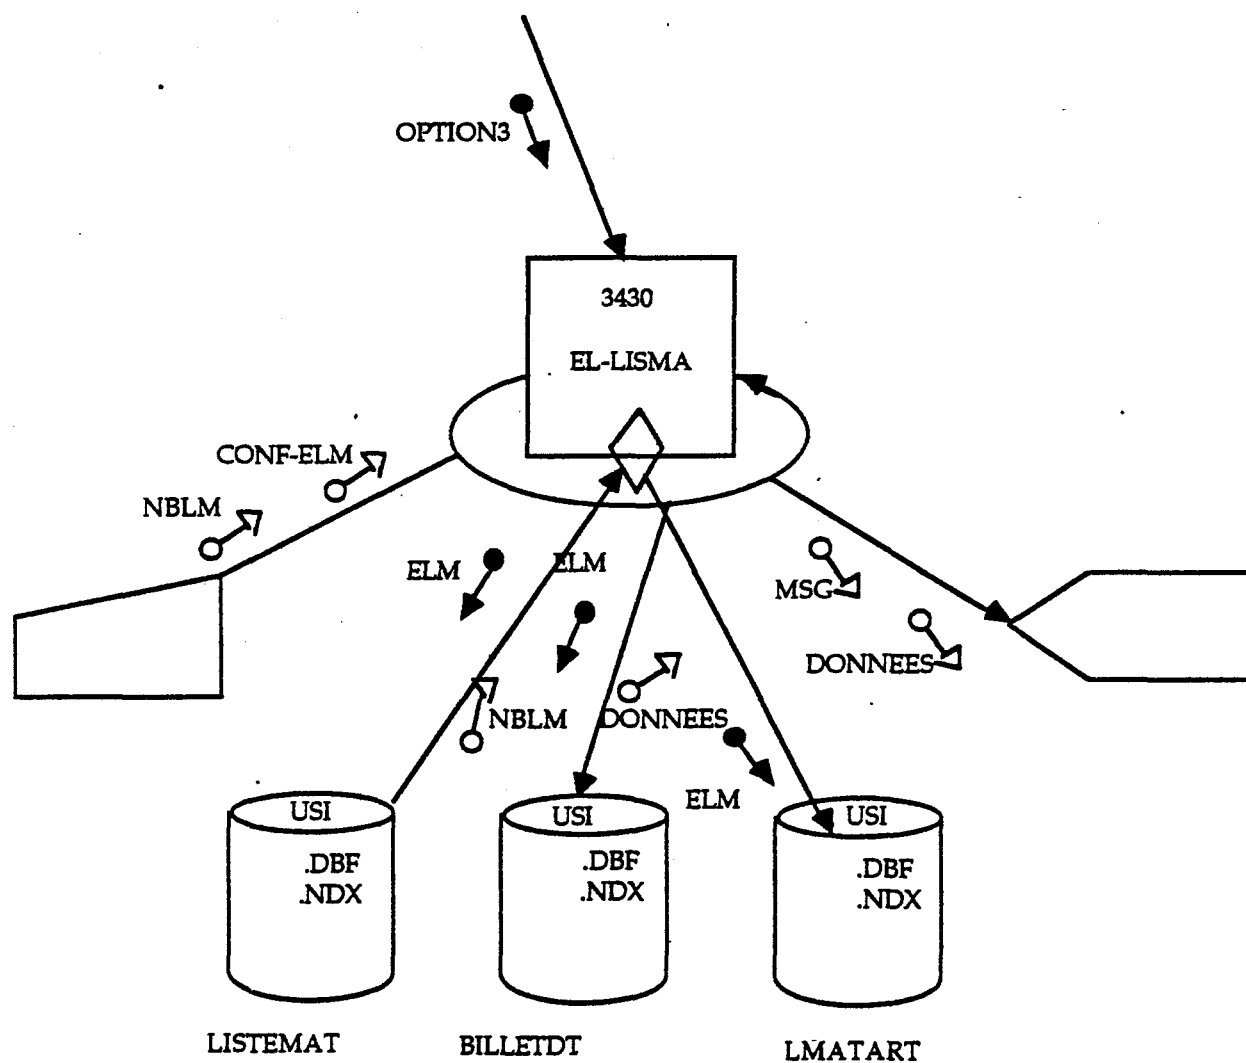 OPTION3
3430
EL-LISMA
CONF-ELM
NBLM
ELM
ELM
MSG
DONNEES
NBLM
DONNEES
ELM
USI
.DBF
.NDX
USI
.DBF
.NDX
USI
.DBF
.NDX
LISTEMAT
BILLETDT
LMATART